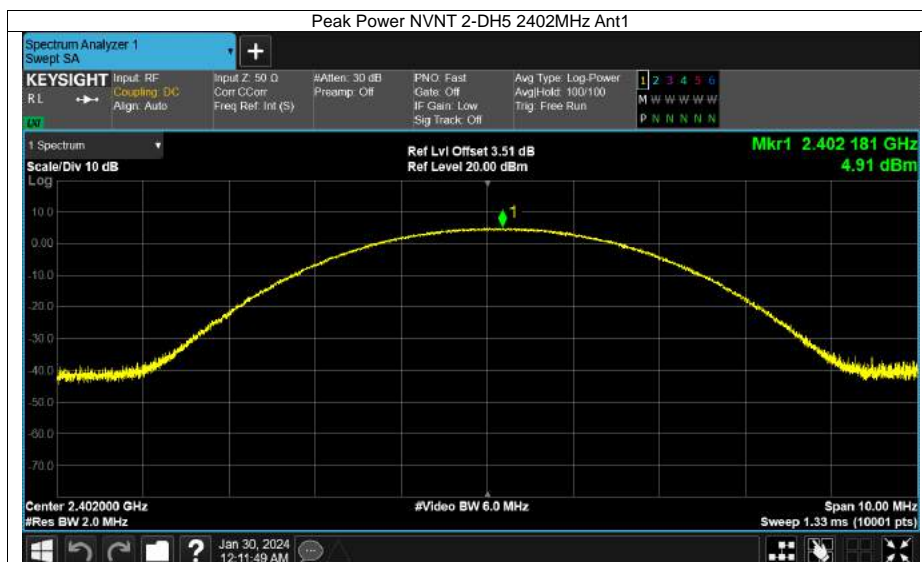 Peak Power NVNT 2-DH5 2402MHz Ant1
Spectrum Analyzer 1
Swept SA
+
KEYSIGHT
R L
LXI
Input: RF
Coupling: DC
Align: Auto
Input Z: 50 Ω
Corr CCorr
Freq Ref: Int (S)
#Atten: 30 dB
Preamp: Off
PNO: Fast
Gate: Off
IF Gain: Low
Sig Track: Off
Avg Type: Log-Power
Avg|Hold: 100/100
Trig: Free Run
1 2 3 4 5 6
M W W W W W
P N N N N N
1 Spectrum
Scale/Div 10 dB
Log
Ref Lvl Offset 3.51 dB
Ref Level 20.00 dBm
Mkr1 2.402 181 GHz
4.91 dBm
10.0
1
0.00
-10.0
-20.0
-30.0
-40.0
-50.0
-60.0
-70.0
Center 2.402000 GHz
#Res BW 2.0 MHz
#Video BW 6.0 MHz
Span 10.00 MHz
Sweep 1.33 ms (10001 pts)
?
Jan 30, 2024
12:11:49 AM